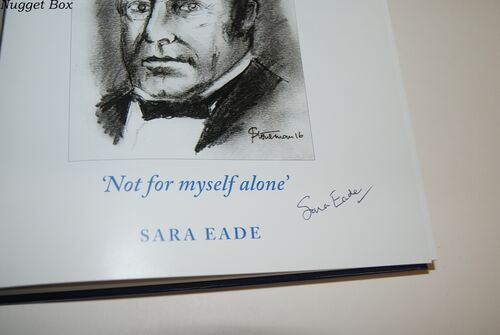 Nugget Box
'Not for myself alone'
Sara Eade
SARA EADE